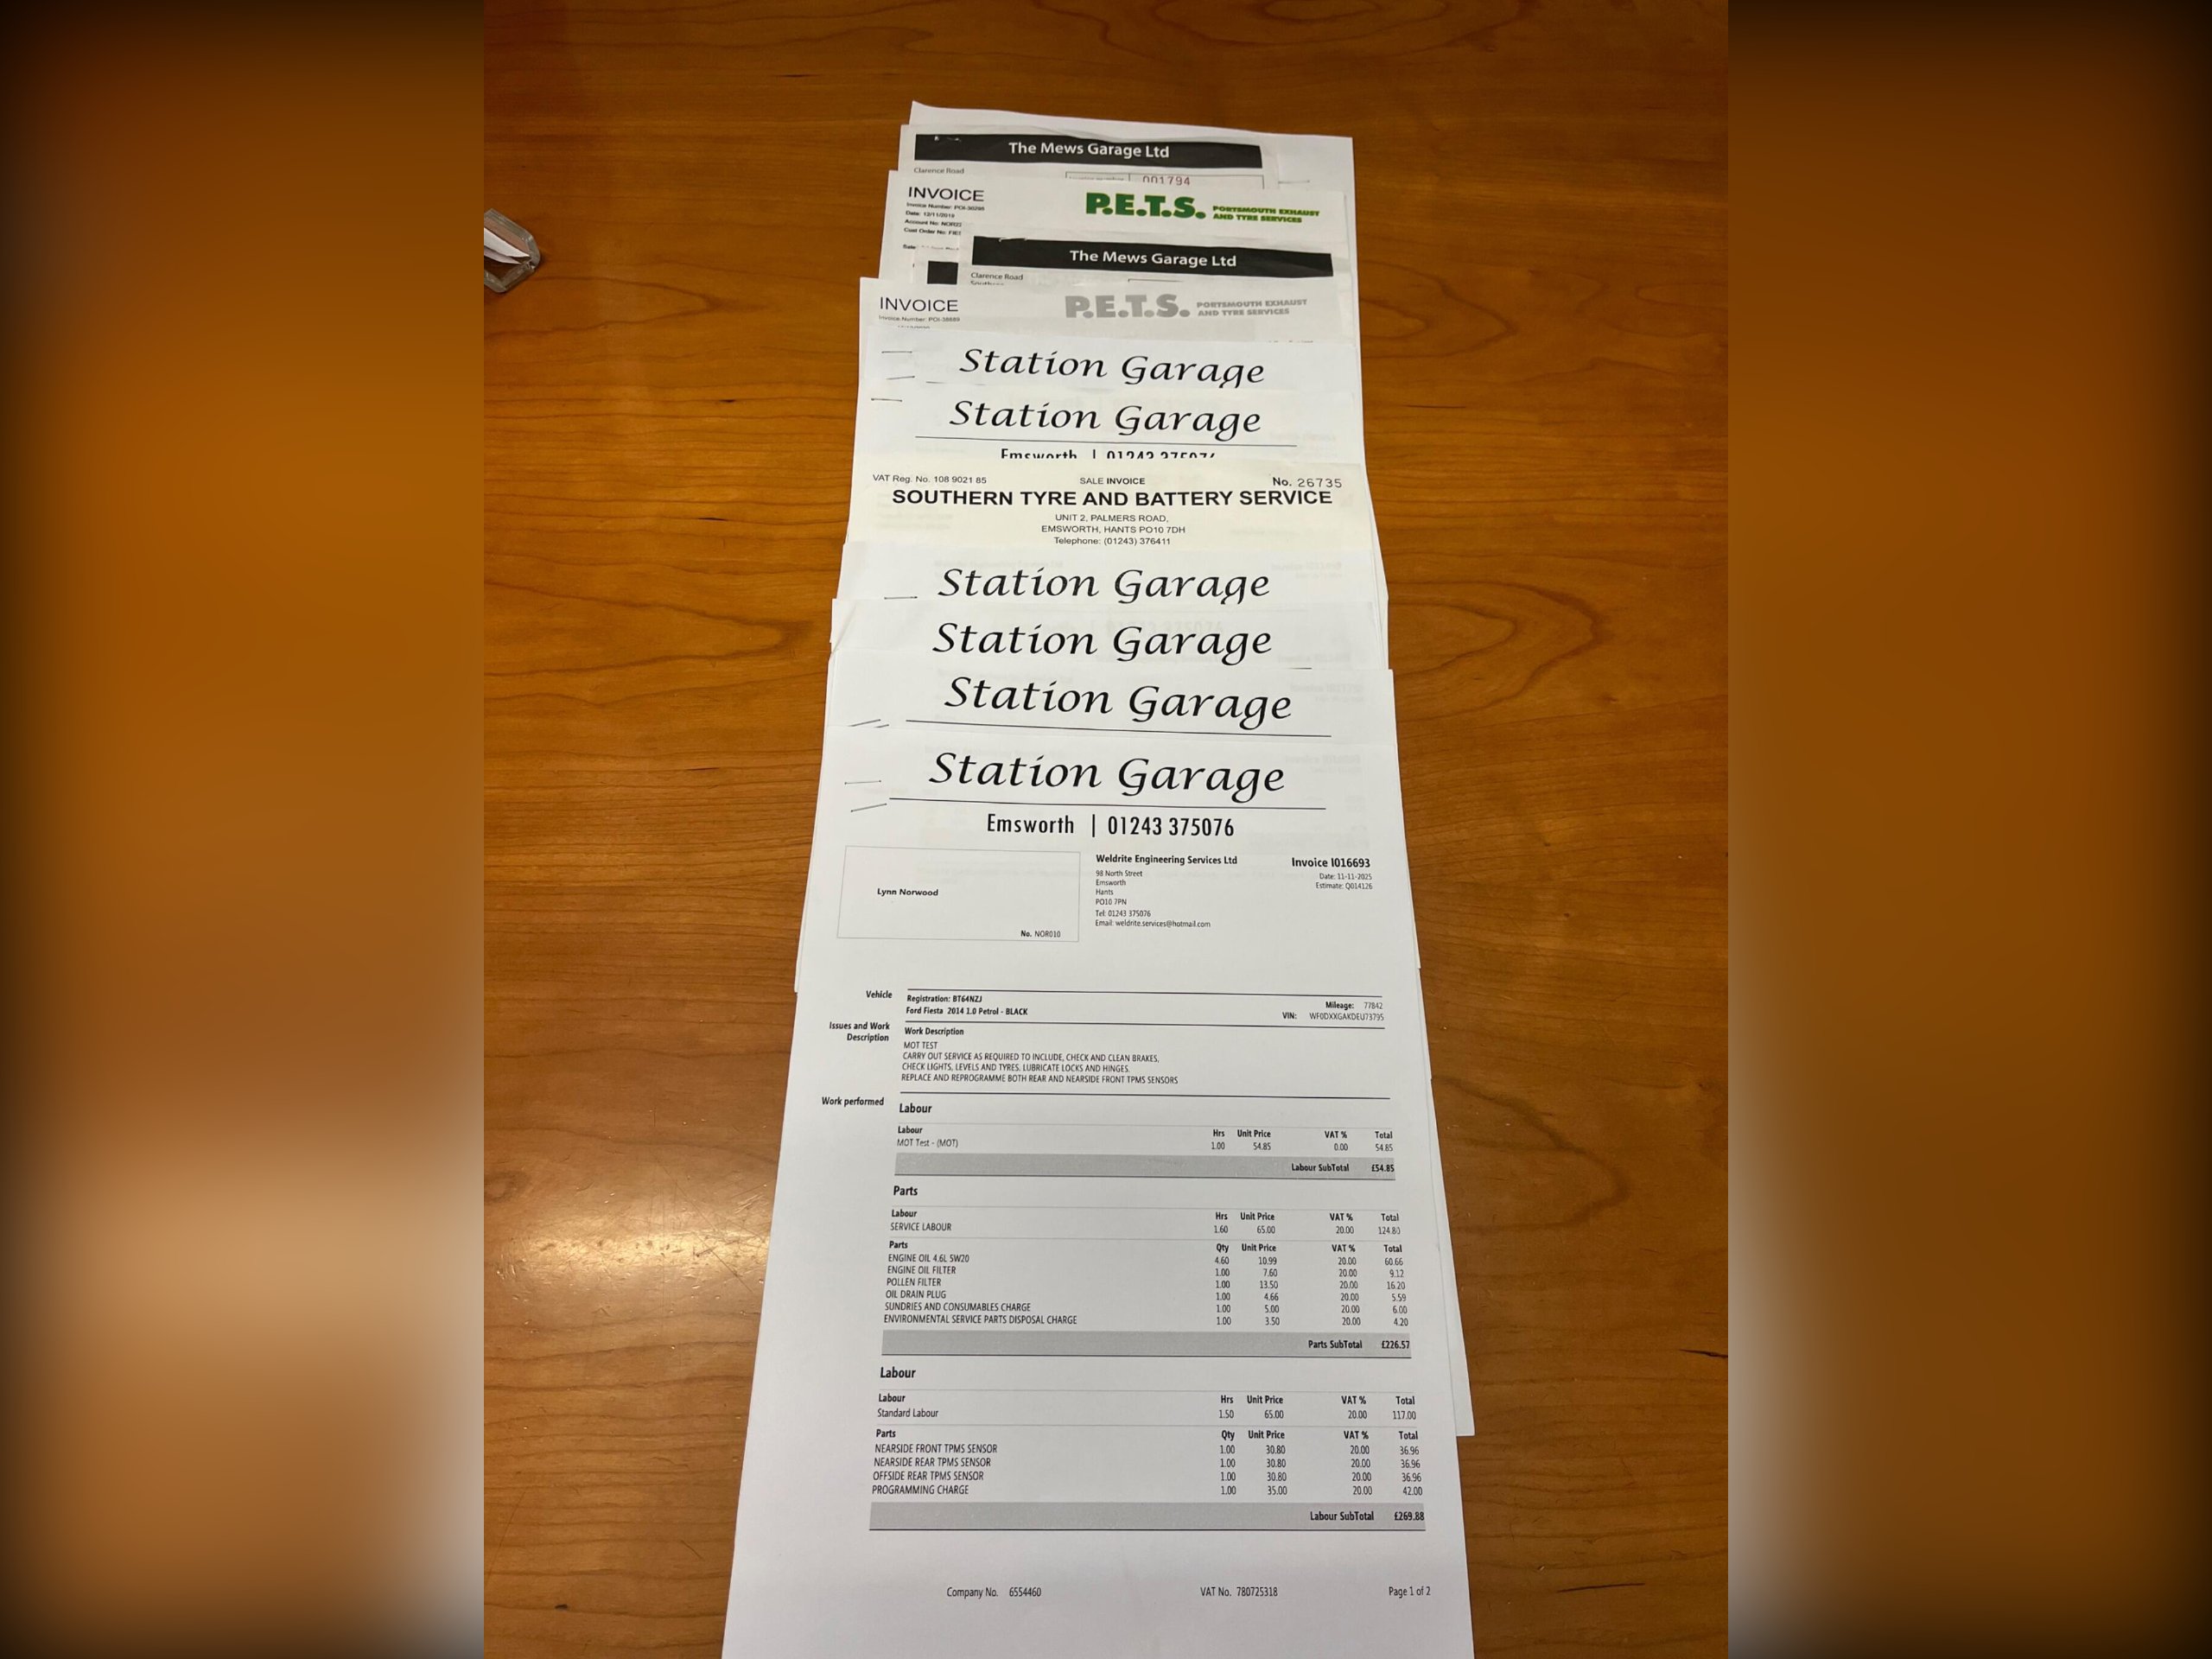 The Mews Garage Ltd
Clarence Road
001794
INVOICE
P.E.T.S. PORTSMOUTH EXHAUST AND TYRE SERVICES
Date: 12/11/2019
The Mews Garage Ltd
Clarence Road
INVOICE
P.E.T.S. PORTSMOUTH EXHAUST AND TYRE SERVICES
Station Garage
Station Garage
Emsworth | 01243 375076
VAT Reg. No. 108 9021 85 SALE INVOICE No. 26735
SOUTHERN TYRE AND BATTERY SERVICE
UNIT 2, PALMERS ROAD,
EMSWORTH, HANTS PO10 7DH
Telephone: (01243) 376411
Station Garage
Station Garage
Station Garage
Station Garage
Emsworth | 01243 375076
Lynn Norwood
No. NOR010
Weldrite Engineering Services Ltd
98 North Street
Emsworth
Hants
PO10 7PN
Tel: 01243 375076
Email: weldrite.services@hotmail.com
Invoice I016693
Date: 11-11-2025
Estimate: Q014126
Vehicle
Registration: BT64NZJ
Ford Fiesta 2014 1.0 Petrol - BLACK
Mileage: 77842
VIN: WF0DXXGAKDEU73795
Issues and Work Description
Work Description
MOT TEST
CARRY OUT SERVICE AS REQUIRED TO INCLUDE, CHECK AND CLEAN BRAKES,
CHECK LIGHTS, LEVELS AND TYRES. LUBRICATE LOCKS AND HINGES.
REPLACE AND REPROGRAMME BOTH REAR AND NEARSIDE FRONT TPMS SENSORS
Work performed
Labour
Labour Hrs Unit Price VAT % Total
MOT Test - (MOT) 1.00 54.85 0.00 54.85
Labour SubTotal £54.85
Parts
Labour Hrs Unit Price VAT % Total
SERVICE LABOUR 1.60 65.00 20.00 124.80
Parts Qty Unit Price VAT % Total
ENGINE OIL 4.6L 5W20 4.60 10.99 20.00 60.66
ENGINE OIL FILTER 1.00 7.60 20.00 9.12
POLLEN FILTER 1.00 13.50 20.00 16.20
OIL DRAIN PLUG 1.00 4.66 20.00 5.59
SUNDRIES AND CONSUMABLES CHARGE 1.00 5.00 20.00 6.00
ENVIRONMENTAL SERVICE PARTS DISPOSAL CHARGE 1.00 3.50 20.00 4.20
Parts SubTotal £226.57
Labour
Labour Hrs Unit Price VAT % Total
Standard Labour 1.50 65.00 20.00 117.00
Parts Qty Unit Price VAT % Total
NEARSIDE FRONT TPMS SENSOR 1.00 30.80 20.00 36.96
NEARSIDE REAR TPMS SENSOR 1.00 30.80 20.00 36.96
OFFSIDE REAR TPMS SENSOR 1.00 30.80 20.00 36.96
PROGRAMMING CHARGE 1.00 35.00 20.00 42.00
Labour SubTotal £269.88
Company No. 6554460 VAT No. 780725318 Page 1 of 2